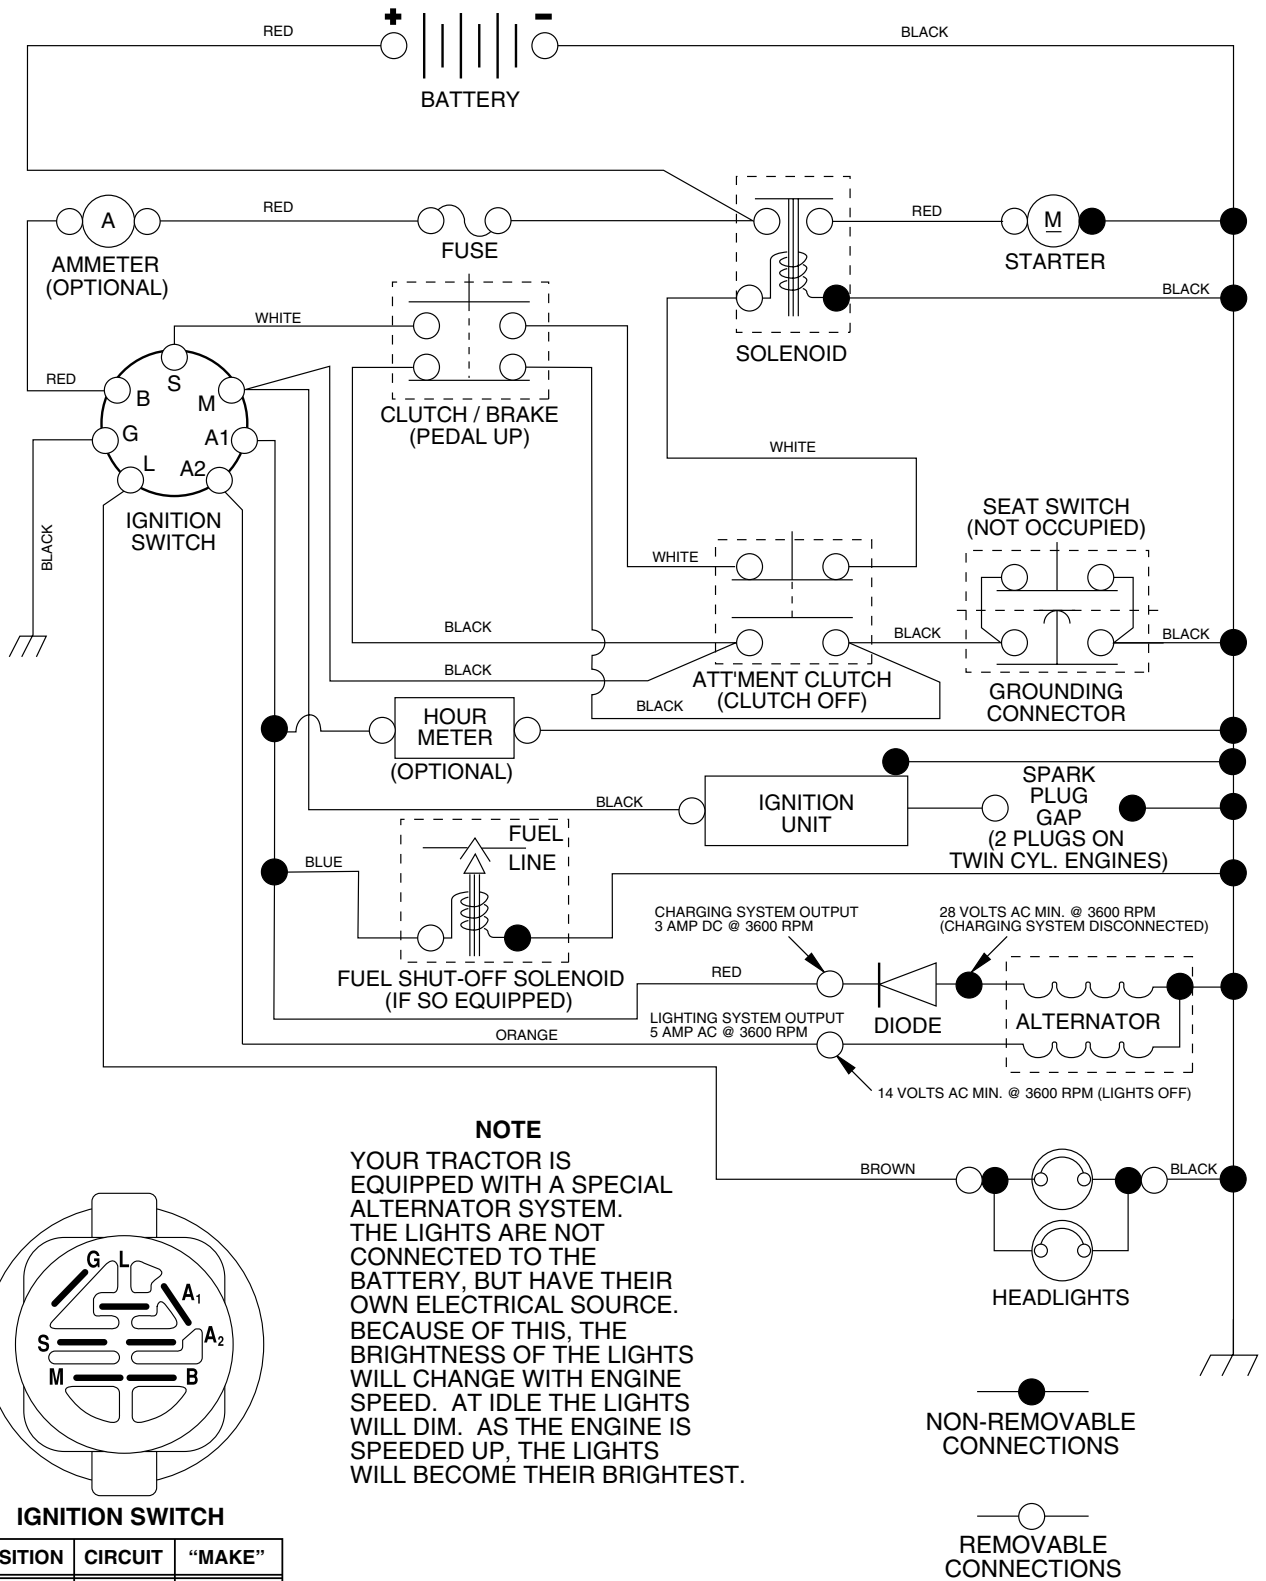 + −
RED
BLACK
BATTERY
A
RED
FUSE
RED
M
STARTER
AMMETER
(OPTIONAL)
BLACK
SOLENOID
WHITE
RED
S
B
M
G
A1
L
A2
CLUTCH / BRAKE
(PEDAL UP)
WHITE
IGNITION
SWITCH
BLACK
SEAT SWITCH
(NOT OCCUPIED)
WHITE
BLACK
BLACK
BLACK
BLACK
ATT'MENT CLUTCH
(CLUTCH OFF)
BLACK
GROUNDING
CONNECTOR
HOUR
METER
(OPTIONAL)
BLACK
IGNITION
UNIT
SPARK
PLUG
GAP
(2 PLUGS ON
TWIN CYL. ENGINES)
FUEL
LINE
BLUE
FUEL SHUT-OFF SOLENOID
(IF SO EQUIPPED)
CHARGING SYSTEM OUTPUT
3 AMP DC @ 3600 RPM
28 VOLTS AC MIN. @ 3600 RPM
(CHARGING SYSTEM DISCONNECTED)
RED
DIODE
ALTERNATOR
LIGHTING SYSTEM OUTPUT
5 AMP AC @ 3600 RPM
ORANGE
14 VOLTS AC MIN. @ 3600 RPM (LIGHTS OFF)
NOTE
YOUR TRACTOR IS
EQUIPPED WITH A SPECIAL
ALTERNATOR SYSTEM.
THE LIGHTS ARE NOT
CONNECTED TO THE
BATTERY, BUT HAVE THEIR
OWN ELECTRICAL SOURCE.
BECAUSE OF THIS, THE
BRIGHTNESS OF THE LIGHTS
WILL CHANGE WITH ENGINE
SPEED. AT IDLE THE LIGHTS
WILL DIM. AS THE ENGINE IS
SPEEDED UP, THE LIGHTS
WILL BECOME THEIR BRIGHTEST.
BROWN
BLACK
HEADLIGHTS
NON-REMOVABLE
CONNECTIONS
REMOVABLE
CONNECTIONS
G L
A1
A2
S
M
B
IGNITION SWITCH
SITION CIRCUIT “MAKE”